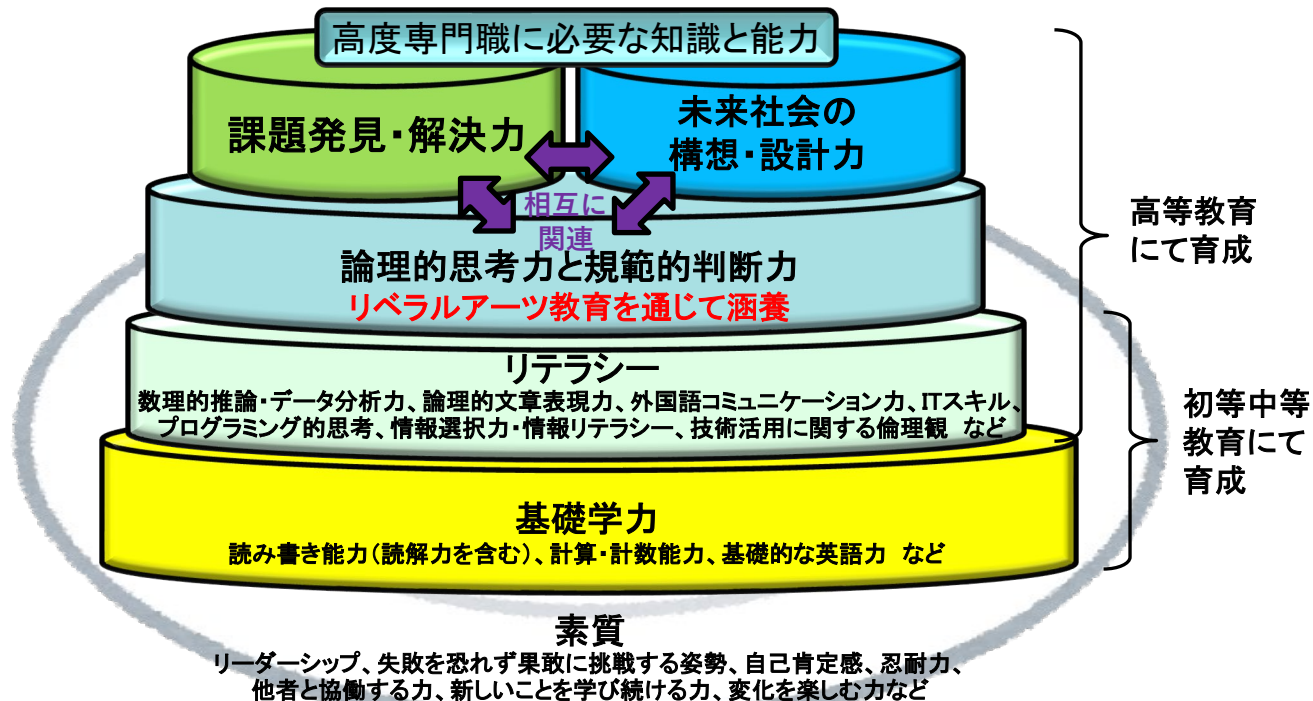 高度専門職に必要な知識と能力
課題発見・解決力
未来社会の
構想・設計力
相互に
関連
論理的思考力と規範的判断力
リベラルアーツ教育を通じて涵養
リテラシー
数理的推論・データ分析力、論理的文章表現力、外国語コミュニケーション力、ITスキル、
プログラミング的思考、情報選択力・情報リテラシー、技術活用に関する倫理観　など
基礎学力
読み書き能力（読解力を含む）、計算・計数能力、基礎的な英語力　など
素質
リーダーシップ、失敗を恐れず果敢に挑戦する姿勢、自己肯定感、忍耐力、
他者と協働する力、新しいことを学び続ける力、変化を楽しむ力など
高等教育
にて育成
初等中等
教育にて
育成